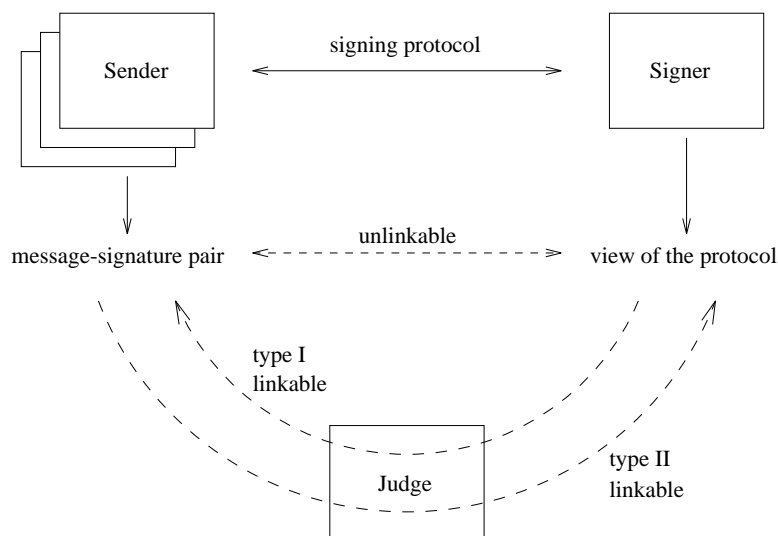 signing protocol
Sender
Signer
unlinkable
message-signature pair
view of the protocol
type I
linkable
type II
linkable
Judge